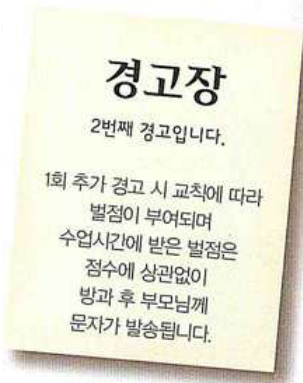 경고장
2번째 경고입니다.
1회 추가 경고 시 교칙에 따라
벌점이 부여되며
수업시간에 받은 벌점은
점수에 상관없이
방과 후 부모님께
문자가 발송됩니다.